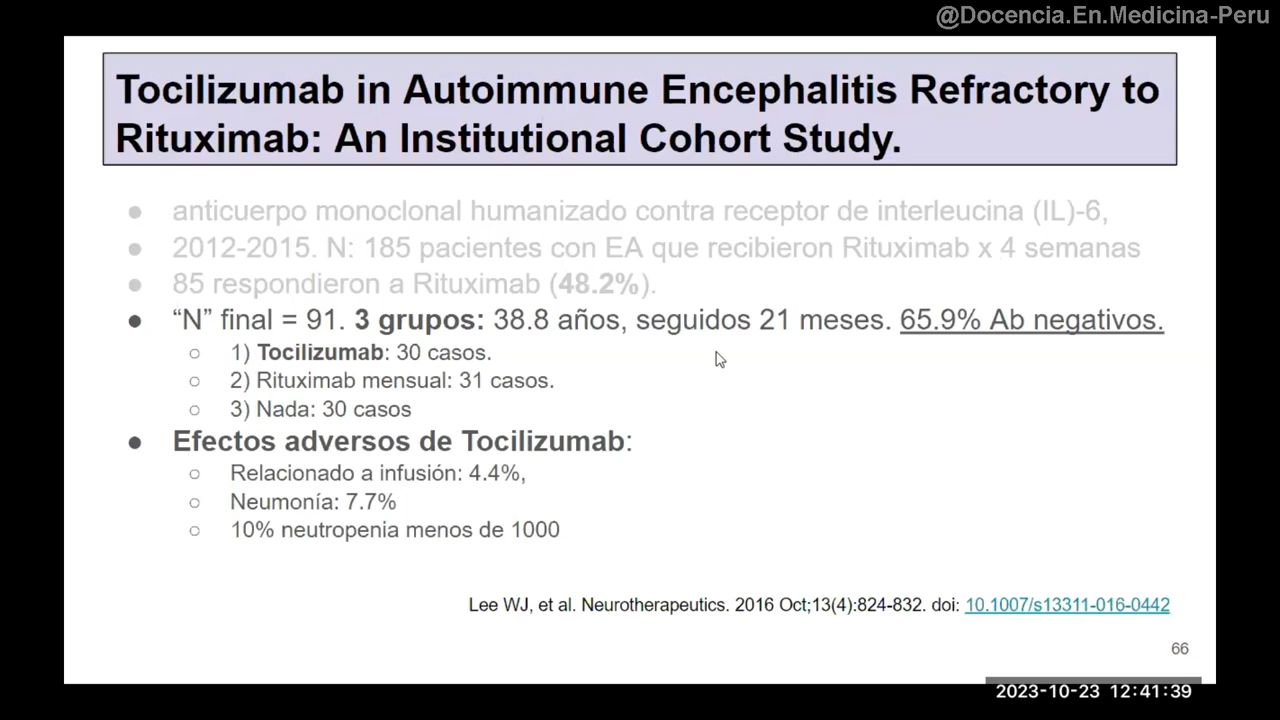 @Docencia.En.Medicina-Peru
Tocilizumab in Autoimmune Encephalitis Refractory to
Rituximab: An Institutional Cohort Study.
● anticuerpo monoclonal humanizado contra receptor de interleucina (IL)-6,
● 2012-2015. N: 185 pacientes con EA que recibieron Rituximab x 4 semanas
● 85 respondieron a Rituximab (48.2%).
● “N” final = 91. 3 grupos: 38.8 años, seguidos 21 meses. 65.9% Ab negativos.
○ 1) Tocilizumab: 30 casos.
○ 2) Rituximab mensual: 31 casos.
○ 3) Nada: 30 casos
● Efectos adversos de Tocilizumab:
○ Relacionado a infusión: 4.4%,
○ Neumonía: 7.7%
○ 10% neutropenia menos de 1000
Lee WJ, et al. Neurotherapeutics. 2016 Oct;13(4):824-832. doi: 10.1007/s13311-016-0442
66
2023-10-23 12:41:39